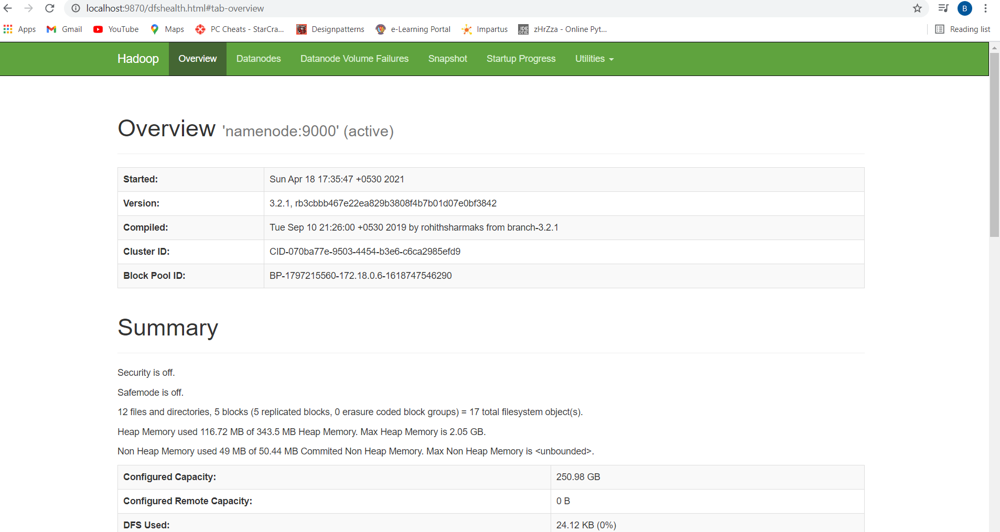 localhost:9870/dfshealth.html#tab-overview
B
Apps Gmail YouTube Maps PC Cheats - StarCra... Designpatterns e-Learning Portal Impartus IDE ONE zHrZza - Online Pyt... Reading list
Hadoop Overview Datanodes Datanode Volume Failures Snapshot Startup Progress Utilities
Overview 'namenode:9000' (active)
Started: Sun Apr 18 17:35:47 +0530 2021
Version: 3.2.1, rb3cbbb467e22ea829b3808f4b7b01d07e0bf3842
Compiled: Tue Sep 10 21:26:00 +0530 2019 by rohithsharmaks from branch-3.2.1
Cluster ID: CID-070ba77e-9503-4454-b3e6-c6ca2985efd9
Block Pool ID: BP-1797215560-172.18.0.6-1618747546290
Summary
Security is off.
Safemode is off.
12 files and directories, 5 blocks (5 replicated blocks, 0 erasure coded block groups) = 17 total filesystem object(s).
Heap Memory used 116.72 MB of 343.5 MB Heap Memory. Max Heap Memory is 2.05 GB.
Non Heap Memory used 49 MB of 50.44 MB Commited Non Heap Memory. Max Non Heap Memory is <unbounded>.
Configured Capacity: 250.98 GB
Configured Remote Capacity: 0 B
DFS Used: 24.12 KB (0%)